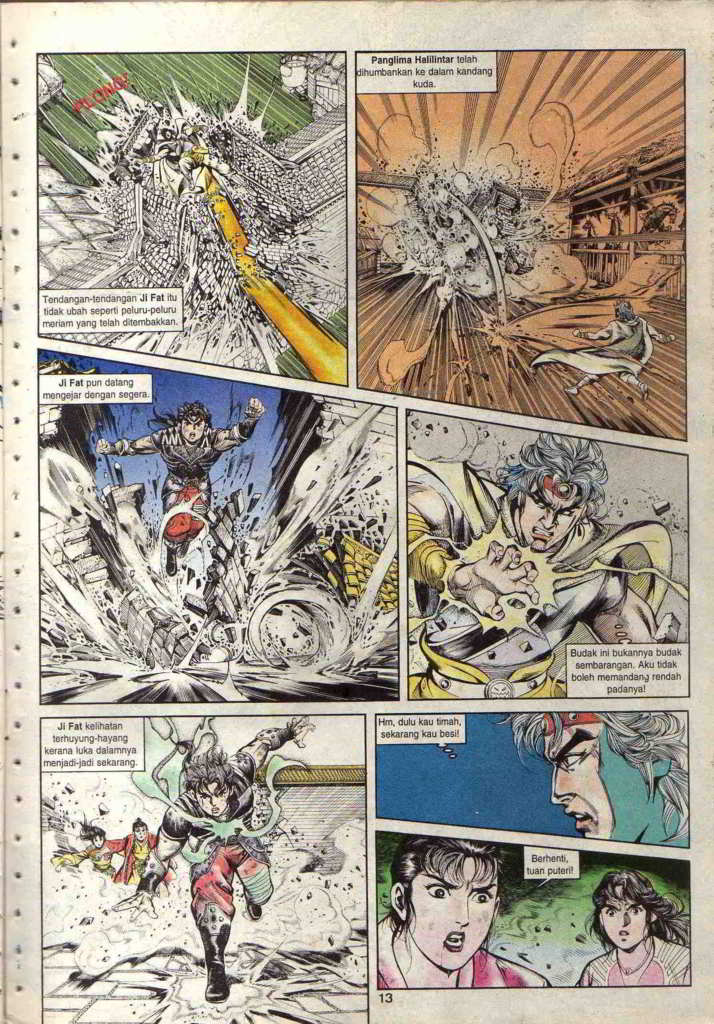 PLONG!
Tendangan-tendangan Ji Fat itu
tidak ubah seperti peluru-peluru
meriam yang telah ditembakkan.
Panglima Halilintar telah
dihumbankan ke dalam kandang
kuda.
Ji Fat pun datang
mengejar dengan segera.
Budak ini bukannya budak
sembarangan. Aku tidak
boleh memandang rendah
padanya!
Ji Fat kelihatan
terhuyung-hayang
kerana luka dalamnya
menjadi-jadi sekarang.
Hm, dulu kau timah,
sekarang kau besi!
Berhenti,
tuan puteri!
13